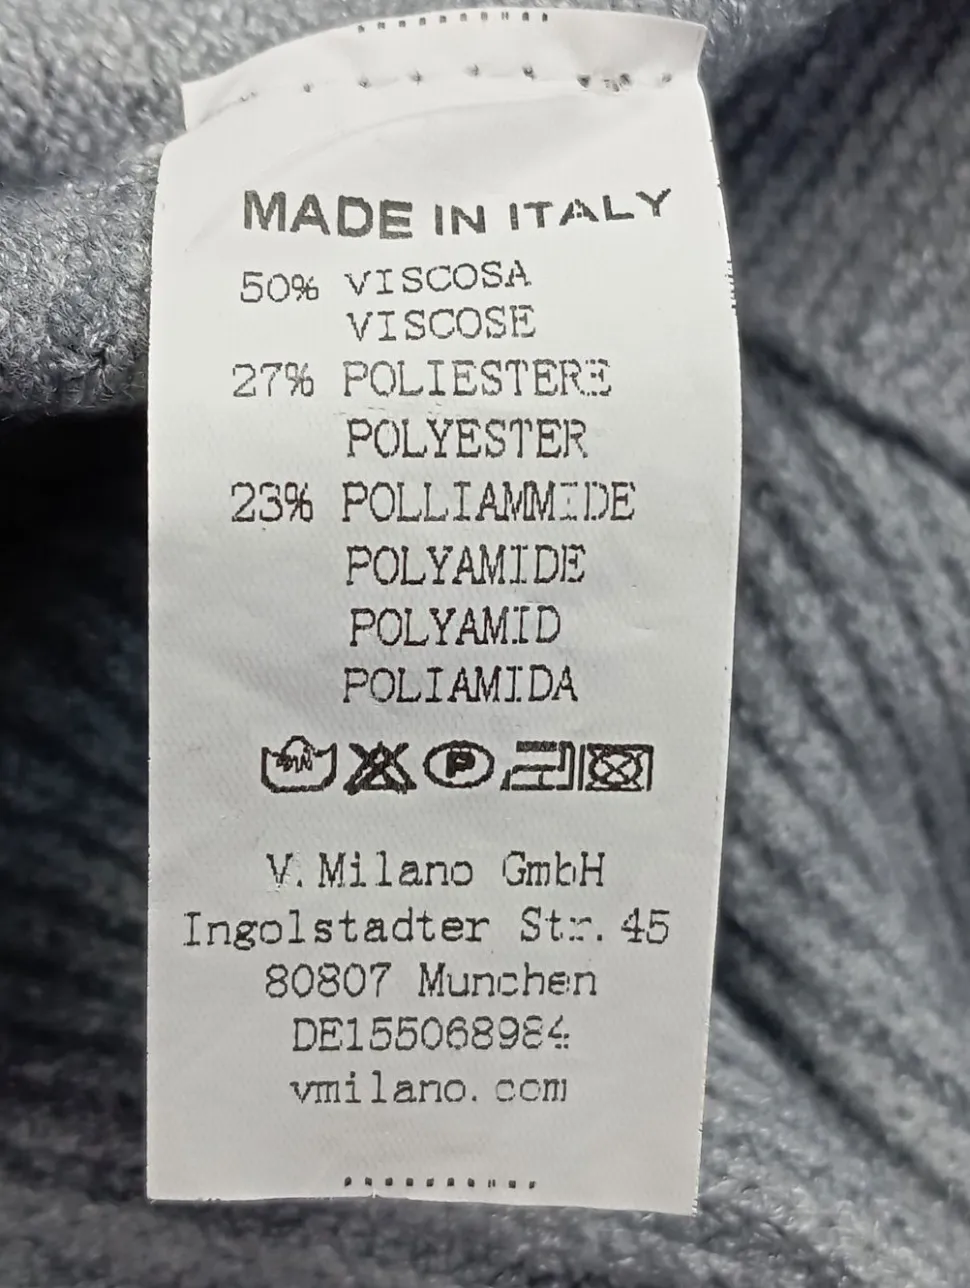 MADE IN ITALY
50% VISCOSA
VISCOSE
27% POLIESTERE
POLYESTER
23% POLLIAMMIDE
POLYAMIDE
POLYAMID
POLIAMIDA
P
V. Milano GmbH
Ingolstadter Str. 45
80807 Munchen
DE155068984
vmilano.com